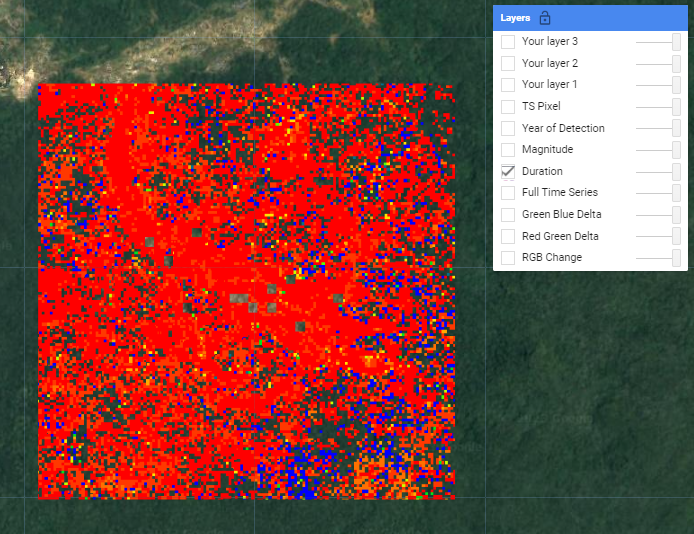 Layers
Your layer 3
Your layer 2
Your layer 1
TS Pixel
Year of Detection
Magnitude
Duration
Full Time Series
Green Blue Delta
Red Green Delta
RGB Change